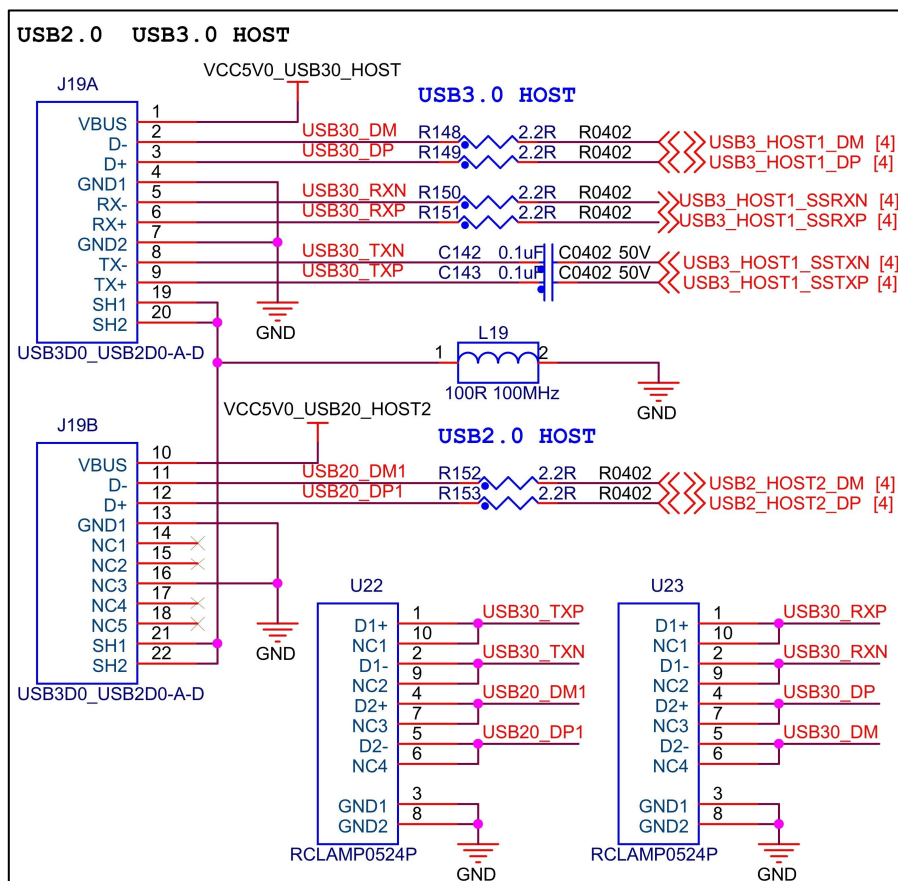 USB2.0 USB3.0 HOST
VCC5V0_USB30_HOST
J19A
USB3.0 HOST
VBUS 1
D- 2 USB30_DM R148 2.2R R0402 USB3_HOST1_DM [4]
D+ 3 USB30_DP R149 2.2R R0402 USB3_HOST1_DP [4]
GND1 4
RX- 5 USB30_RXN R150 2.2R R0402 USB3_HOST1_SSRXN [4]
RX+ 6 USB30_RXP R151 2.2R R0402 USB3_HOST1_SSRXP [4]
GND2 7
TX- 8 USB30_TXN C142 0.1uF C0402 50V USB3_HOST1_SSTXN [4]
TX+ 9 USB30_TXP C143 0.1uF C0402 50V USB3_HOST1_SSTXP [4]
SH1 19
SH2 20
GND
USB3D0_USB2D0-A-D
L19
1 2
100R 100MHz
GND
VCC5V0_USB20_HOST2
J19B
USB2.0 HOST
VBUS 10
D- 11 USB20_DM1 R152 2.2R R0402 USB2_HOST2_DM [4]
D+ 12 USB20_DP1 R153 2.2R R0402 USB2_HOST2_DP [4]
GND1 13
NC1 14
NC2 15
NC3 16
NC4 17
NC5 18
SH1 21
SH2 22
GND
USB3D0_USB2D0-A-D
U22
D1+ 1 USB30_TXP
NC1 10
D1- 2 USB30_TXN
NC2 9
D2+ 4 USB20_DM1
NC3 7
D2- 5 USB20_DP1
NC4 6
GND1 3
GND2 8
RCLAMP0524P
GND
U23
D1+ 1 USB30_RXP
NC1 10
D1- 2 USB30_RXN
NC2 9
D2+ 4 USB30_DP
NC3 7
D2- 5 USB30_DM
NC4 6
GND1 3
GND2 8
RCLAMP0524P
GND